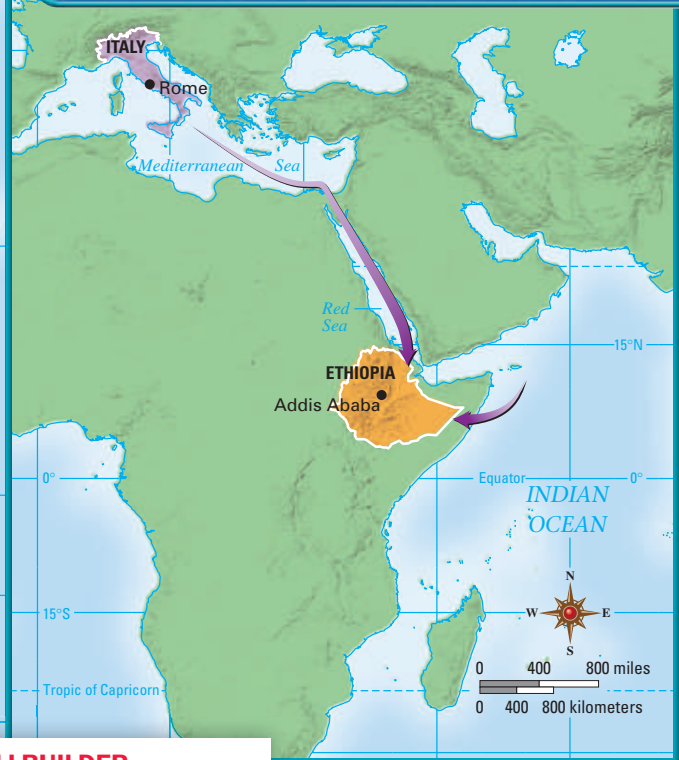 ITALY
Rome
Mediterranean Sea
Red
Sea
15°N
ETHIOPIA
Addis Ababa
0°
Equator
0°
INDIAN
OCEAN
N
W E
S
15°S
0 400 800 miles
Tropic of Capricorn
0 400 800 kilometers
BUILDER